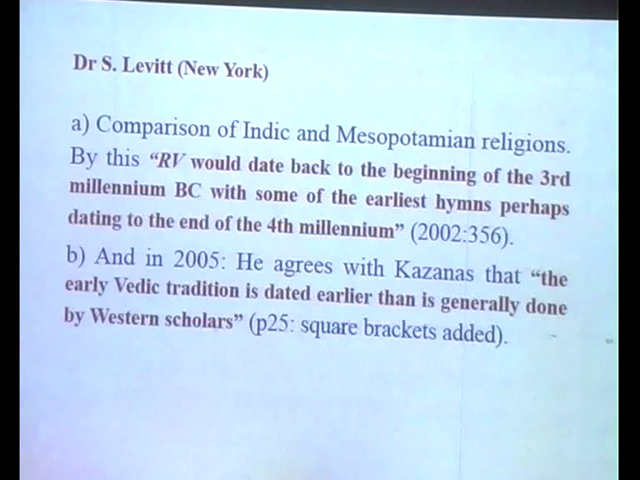 Dr S. Levitt (New York)
a) Comparison of Indic and Mesopotamian religions.
By this “RV would date back to the beginning of the 3rd
millennium BC with some of the earliest hymns perhaps
dating to the end of the 4th millennium” (2002:356).
b) And in 2005: He agrees with Kazanas that “the
early Vedic tradition is dated earlier than is generally done
by Western scholars” (p25: square brackets added).